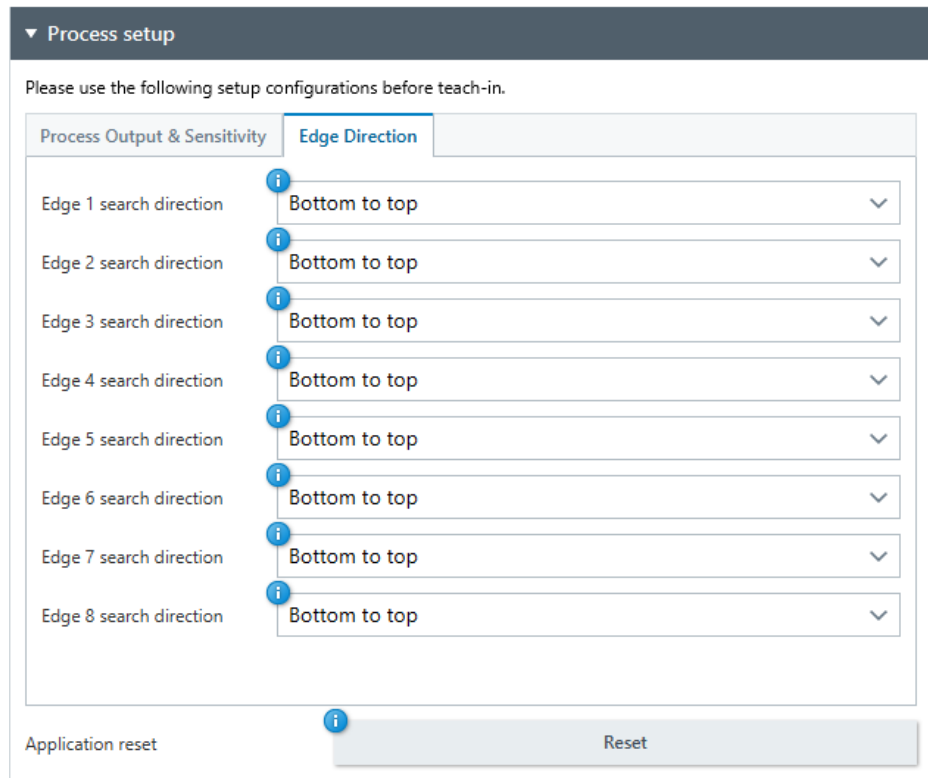 Process setup
Please use the following setup configurations before teach-in.
Process Output & Sensitivity Edge Direction
Edge 1 search direction Bottom to top
Edge 2 search direction Bottom to top
Edge 3 search direction Bottom to top
Edge 4 search direction Bottom to top
Edge 5 search direction Bottom to top
Edge 6 search direction Bottom to top
Edge 7 search direction Bottom to top
Edge 8 search direction Bottom to top
Application reset Reset